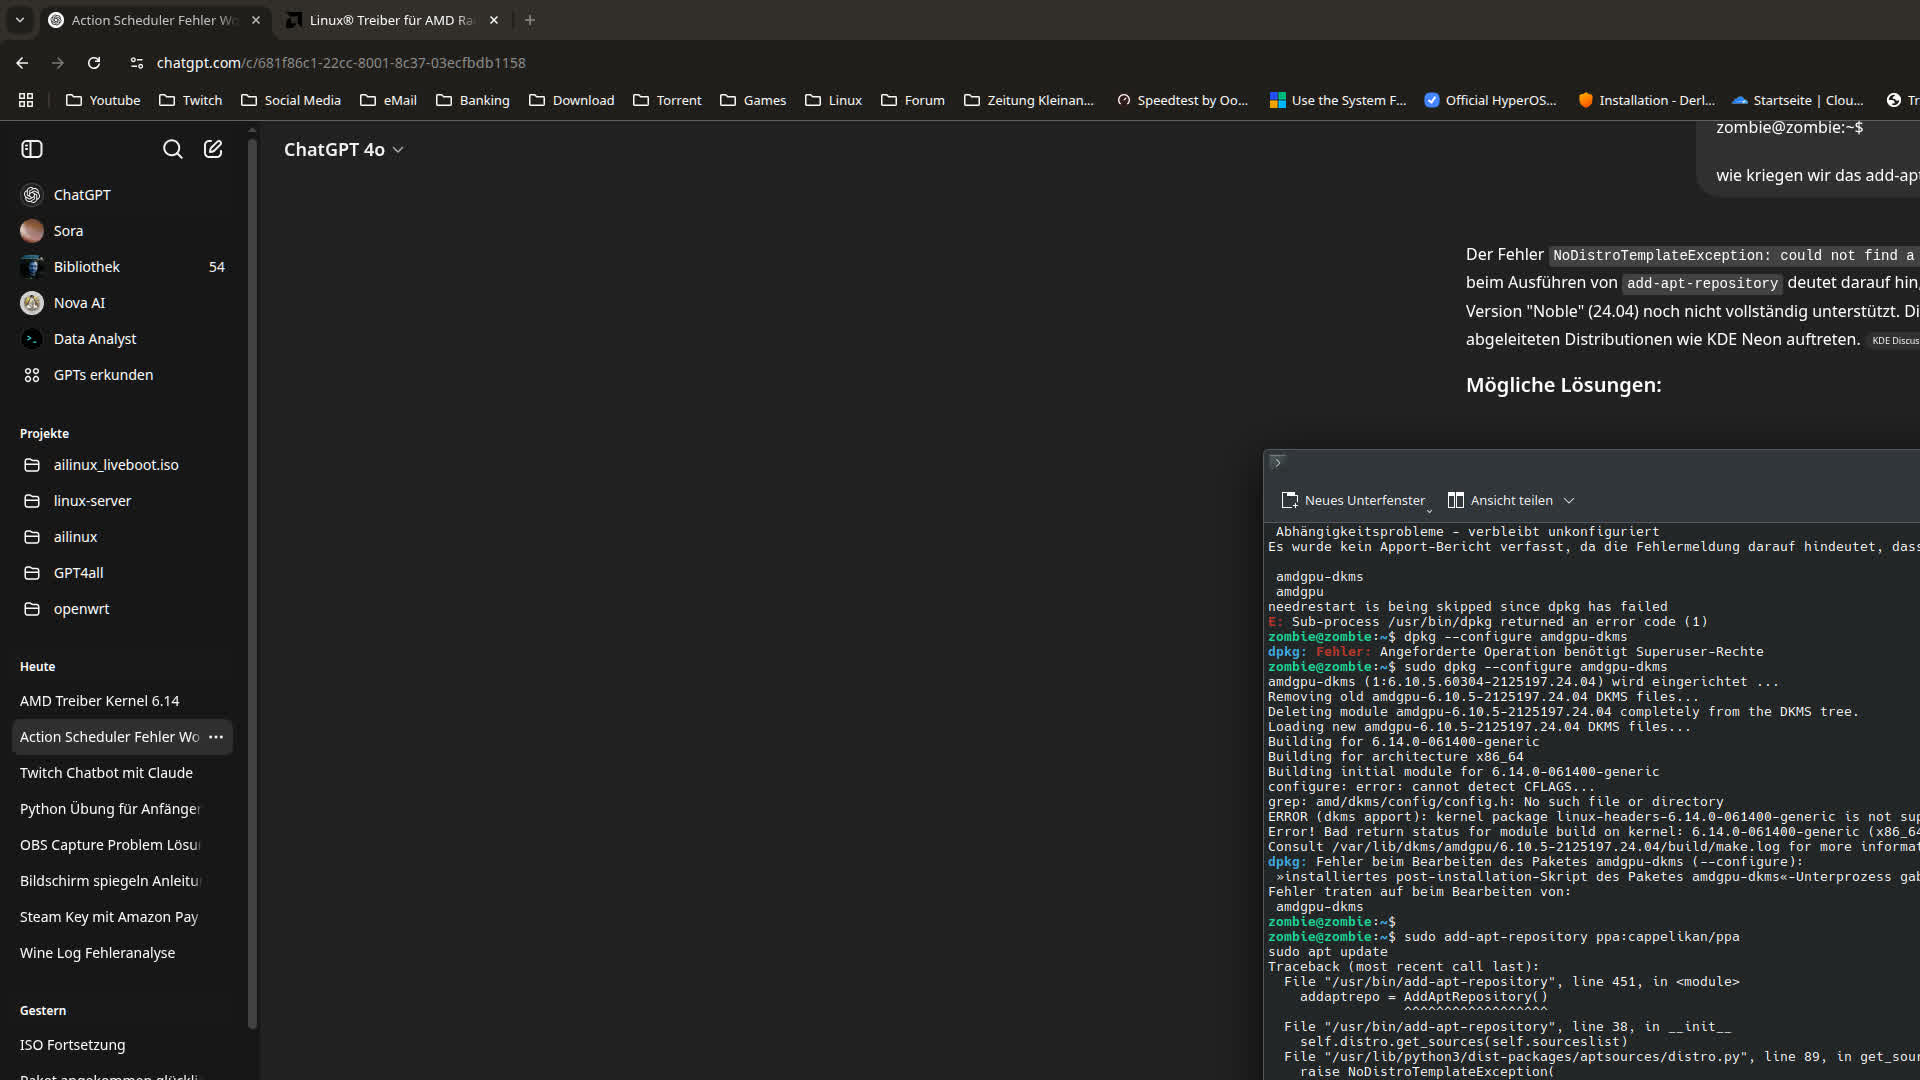 Action Scheduler Fehler Wo
Linux® Treiber für AMD Ra
chatgpt.com/c/681f86c1-22cc-8001-8c37-03ecfbdb1158
Youtube
Twitch
Social Media
eMail
Banking
Download
Torrent
Games
Linux
Forum
Zeitung Kleinan...
Speedtest by Oo...
Use the System F...
Official HyperOS...
Installation - Derl...
Startseite | Clou...
Tr
ChatGPT 4o
ChatGPT
Sora
Bibliothek 54
Nova AI
Data Analyst
GPTs erkunden
Projekte
ailinux_liveboot.iso
linux-server
ailinux
GPT4all
openwrt
Heute
AMD Treiber Kernel 6.14
Action Scheduler Fehler Wo
Twitch Chatbot mit Claude
Python Übung für Anfänger
OBS Capture Problem Lösu
Bildschirm spiegeln Anleitu
Steam Key mit Amazon Pay
Wine Log Fehleranalyse
Gestern
ISO Fortsetzung
zombie@zombie:~$
wie kriegen wir das add-apt
Der Fehler NoDistroTemplateException: could not find a
beim Ausführen von add-apt-repository deutet darauf hin,
Version "Noble" (24.04) noch nicht vollständig unterstützt. Di
abgeleiteten Distributionen wie KDE Neon auftreten. KDE Discus
Mögliche Lösungen:
Neues Unterfenster
Ansicht teilen
Abhängigkeitsprobleme - verbleibt unkonfiguriert
Es wurde kein Apport-Bericht verfasst, da die Fehlermeldung darauf hindeutet, dass
amdgpu-dkms
amdgpu
needrestart is being skipped since dpkg has failed
E: Sub-process /usr/bin/dpkg returned an error code (1)
zombie@zombie:~$ dpkg --configure amdgpu-dkms
dpkg: Fehler: Angeforderte Operation benötigt Superuser-Rechte
zombie@zombie:~$ sudo dpkg --configure amdgpu-dkms
amdgpu-dkms (1:6.10.5.60304-2125197.24.04) wird eingerichtet ...
Removing old amdgpu-6.10.5-2125197.24.04 DKMS files...
Deleting module amdgpu-6.10.5-2125197.24.04 completely from the DKMS tree.
Loading new amdgpu-6.10.5-2125197.24.04 DKMS files...
Building for 6.14.0-061400-generic
Building for architecture x86_64
Building initial module for 6.14.0-061400-generic
configure: error: cannot detect CFLAGS...
grep: amd/dkms/config/config.h: No such file or directory
ERROR (dkms apport): kernel package linux-headers-6.14.0-061400-generic is not sup
Error! Bad return status for module build on kernel: 6.14.0-061400-generic (x86_64
Consult /var/lib/dkms/amdgpu/6.10.5-2125197.24.04/build/make.log for more informat
dpkg: Fehler beim Bearbeiten des Paketes amdgpu-dkms (--configure):
»installiertes post-installation-Skript des Paketes amdgpu-dkms«-Unterprozess gab
Fehler traten auf beim Bearbeiten von:
amdgpu-dkms
zombie@zombie:~$
zombie@zombie:~$ sudo add-apt-repository ppa:cappelikan/ppa
sudo apt update
Traceback (most recent call last):
File "/usr/bin/add-apt-repository", line 451, in <module>
addaptrepo = AddAptRepository()
^^^^^^^^^^^^^^^^^^
File "/usr/bin/add-apt-repository", line 38, in __init__
self.distro.get_sources(self.sourceslist)
File "/usr/lib/python3/dist-packages/aptsources/distro.py", line 89, in get_sour
raise NoDistroTemplateException(